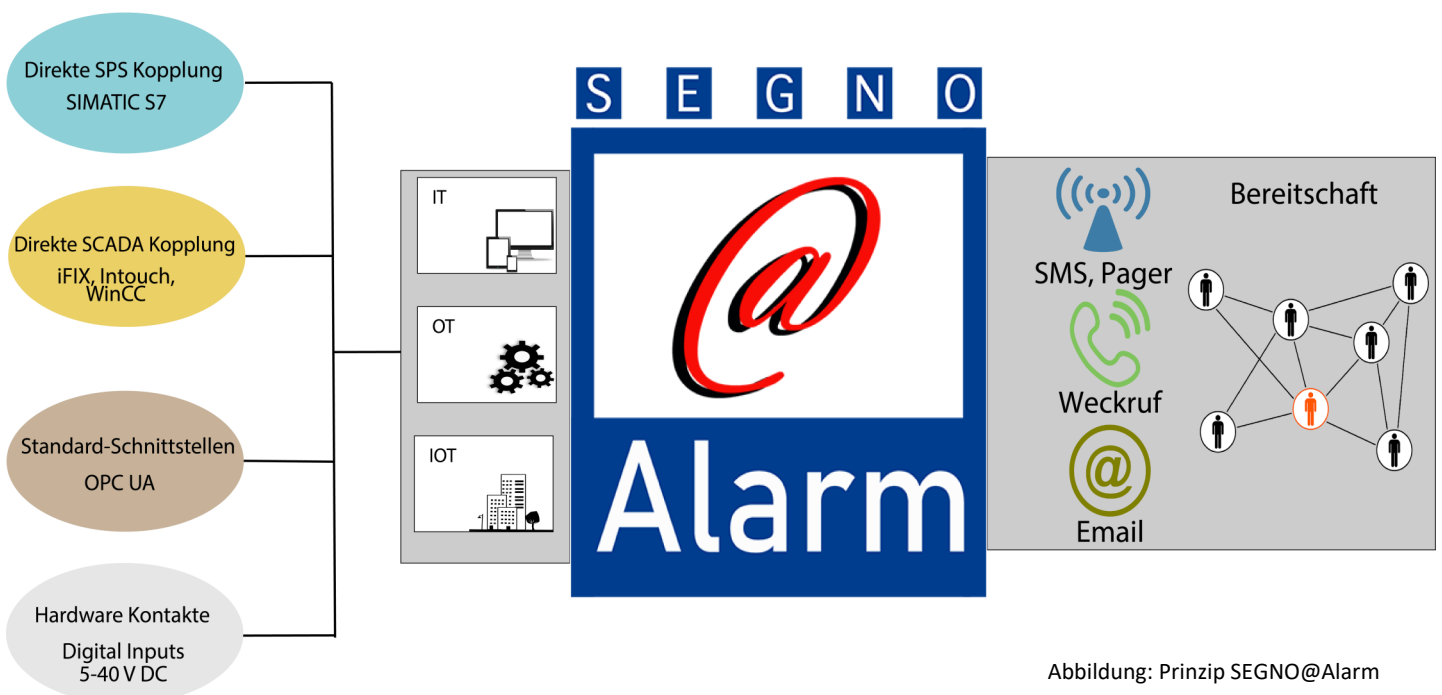 Direkte SPS Kopplung
SIMATIC S7
Direkte SCADA Kopplung
iFIX, Intouch,
WinCC
Standard-Schnittstellen
OPC UA
Hardware Kontakte
Digital Inputs
5-40 V DC
IT
OT
IOT
S E G N O
@
Alarm
SMS, Pager
Weckruf
@
Email
Bereitschaft
Abbildung: Prinzip SEGNO@Alarm